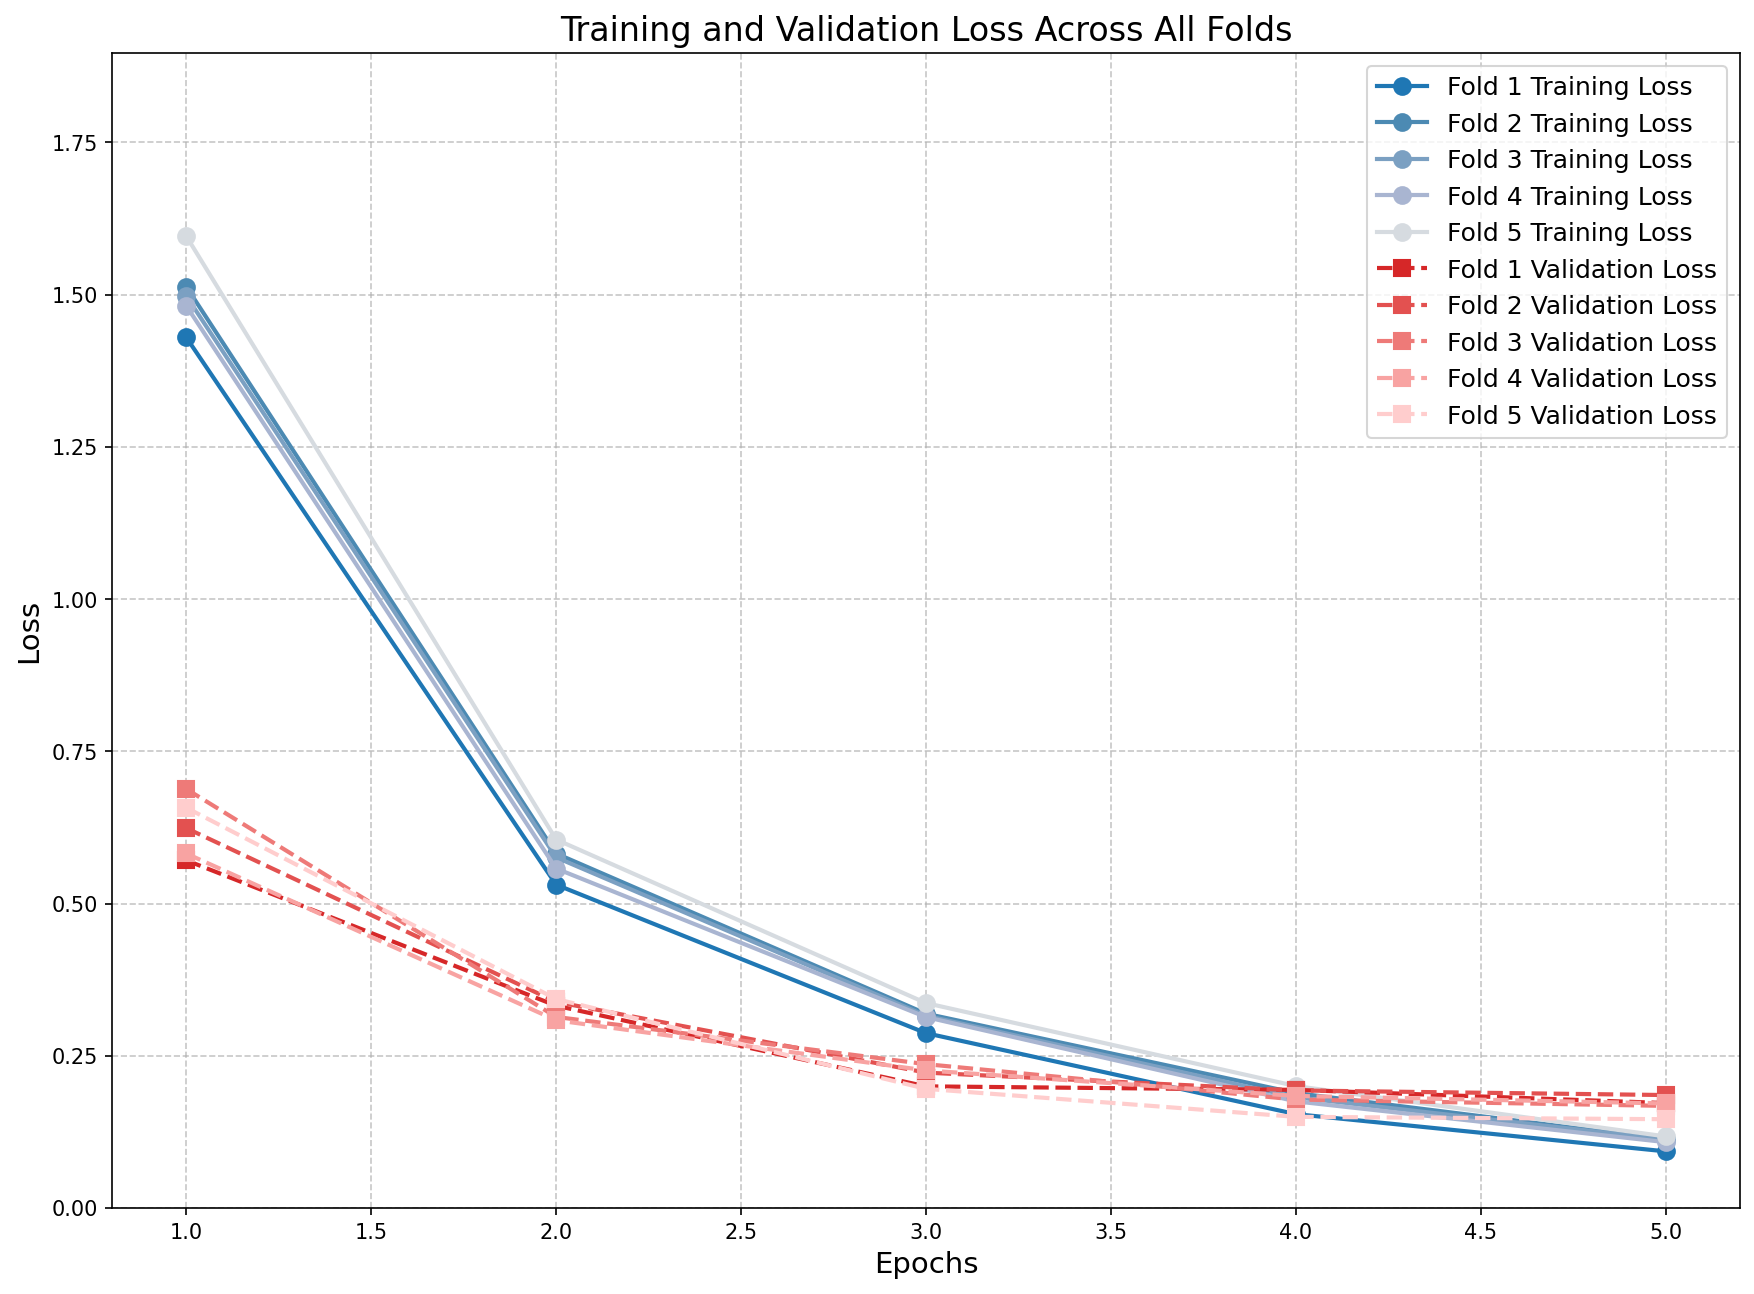 Training and Validation Loss Across All Folds
Fold 1 Training Loss
Fold 2 Training Loss
Fold 3 Training Loss
Fold 4 Training Loss
Fold 5 Training Loss
Fold 1 Validation Loss
Fold 2 Validation Loss
Fold 3 Validation Loss
Fold 4 Validation Loss
Fold 5 Validation Loss
Loss
1.75
1.50
1.25
1.00
0.75
0.50
0.25
0.00
1.0 1.5 2.0 2.5 3.0 3.5 4.0 4.5 5.0
Epochs